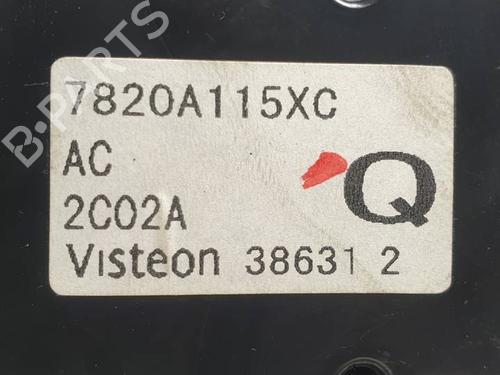 B-PARTS
7820A115XC
AC
2C02A
Q
Visteon 38631 2